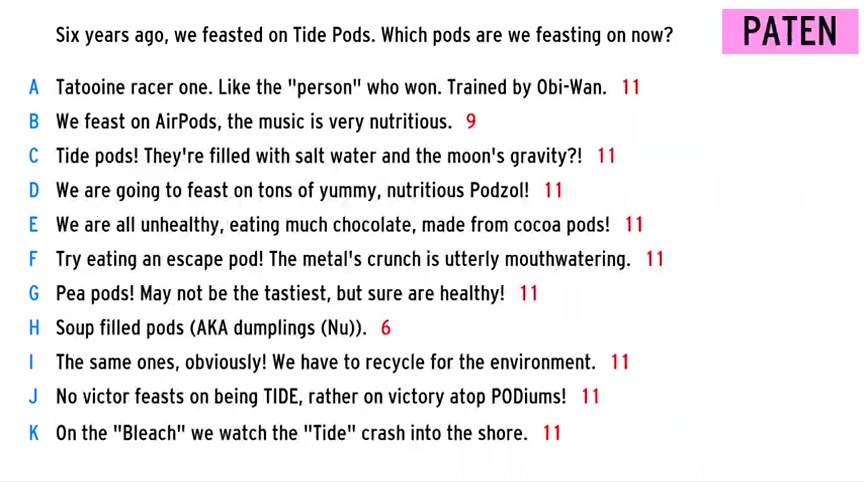 Six years ago, we feasted on Tide Pods. Which pods are we feasting on now?
PATEN
A Tatooine racer one. Like the "person" who won. Trained by Obi-Wan. 11
B We feast on AirPods, the music is very nutritious. 9
C Tide pods! They're filled with salt water and the moon's gravity?! 11
D We are going to feast on tons of yummy, nutritious Podzol! 11
E We are all unhealthy, eating much chocolate, made from cocoa pods! 11
F Try eating an escape pod! The metal's crunch is utterly mouthwatering. 11
G Pea pods! May not be the tastiest, but sure are healthy! 11
H Soup filled pods (AKA dumplings (Nu)). 6
I The same ones, obviously! We have to recycle for the environment. 11
J No victor feasts on being TIDE, rather on victory atop PODiums! 11
K On the "Bleach" we watch the "Tide" crash into the shore. 11